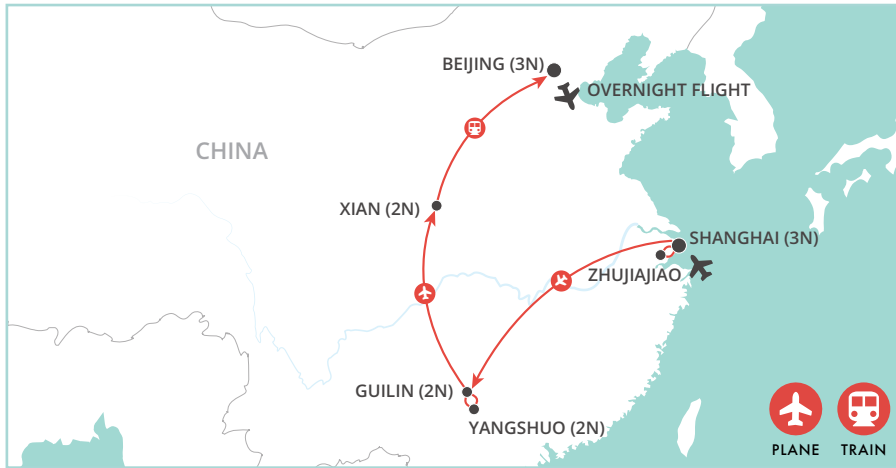 BEIJING (3N)
OVERNIGHT FLIGHT
CHINA
XIAN (2N)
SHANGHAI (3N)
ZHUJIAJIAO
GUILIN (2N)
YANGSHUO (2N)
PLANE
TRAIN